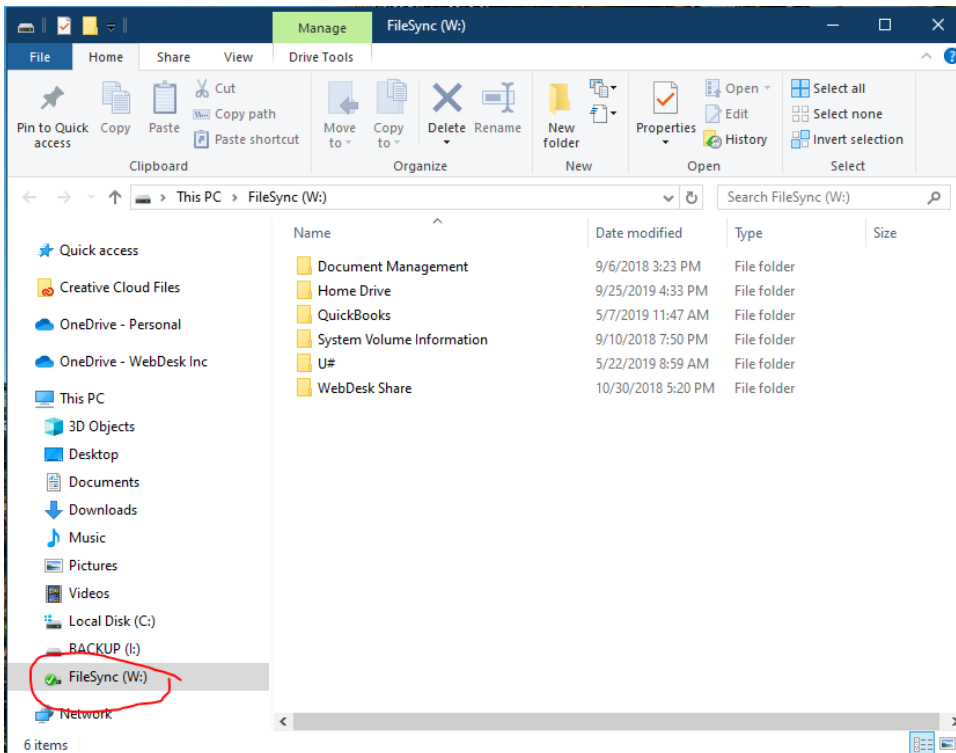 Manage FileSync (W:)
File Home Share View Drive Tools
Pin to Quick access
Copy
Paste
Cut
Copy path
Paste shortcut
Clipboard
Move to
Copy to
Delete
Rename
Organize
New folder
New
Properties
Open
Edit
History
Open
Select all
Select none
Invert selection
Select
This PC > FileSync (W:)
Search FileSync (W:)
Name Date modified Type Size
Quick access
Creative Cloud Files
OneDrive - Personal
OneDrive - WebDesk Inc
This PC
3D Objects
Desktop
Documents
Downloads
Music
Pictures
Videos
Local Disk (C:)
BACKUP (I:)
FileSync (W:)
Network
Document Management 9/6/2018 3:23 PM File folder
Home Drive 9/25/2019 4:33 PM File folder
QuickBooks 5/7/2019 11:47 AM File folder
System Volume Information 9/10/2018 7:50 PM File folder
U# 5/22/2019 8:59 AM File folder
WebDesk Share 10/30/2018 5:20 PM File folder
6 items